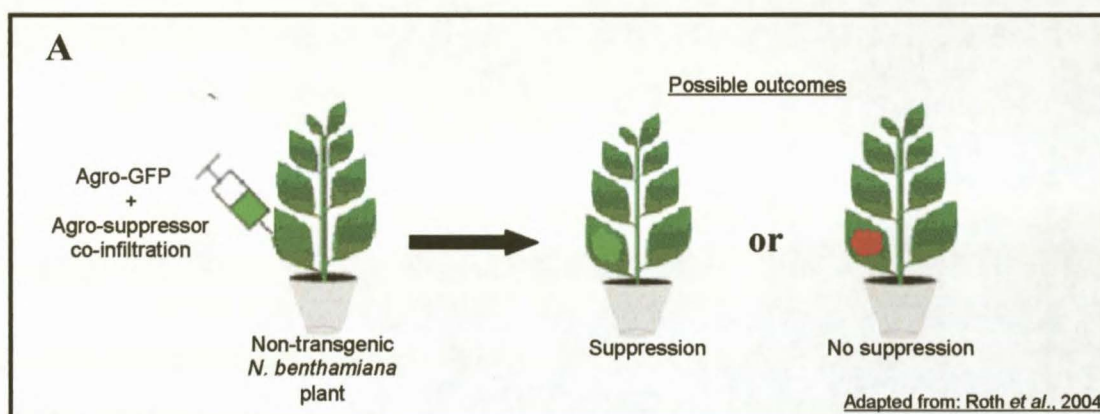 A
Possible outcomes
Agro-GFP
+
Agro-suppressor
co-infiltration
or
Non-transgenic
N. benthamiana
plant
Suppression
No suppression
Adapted from: Roth et al., 2004